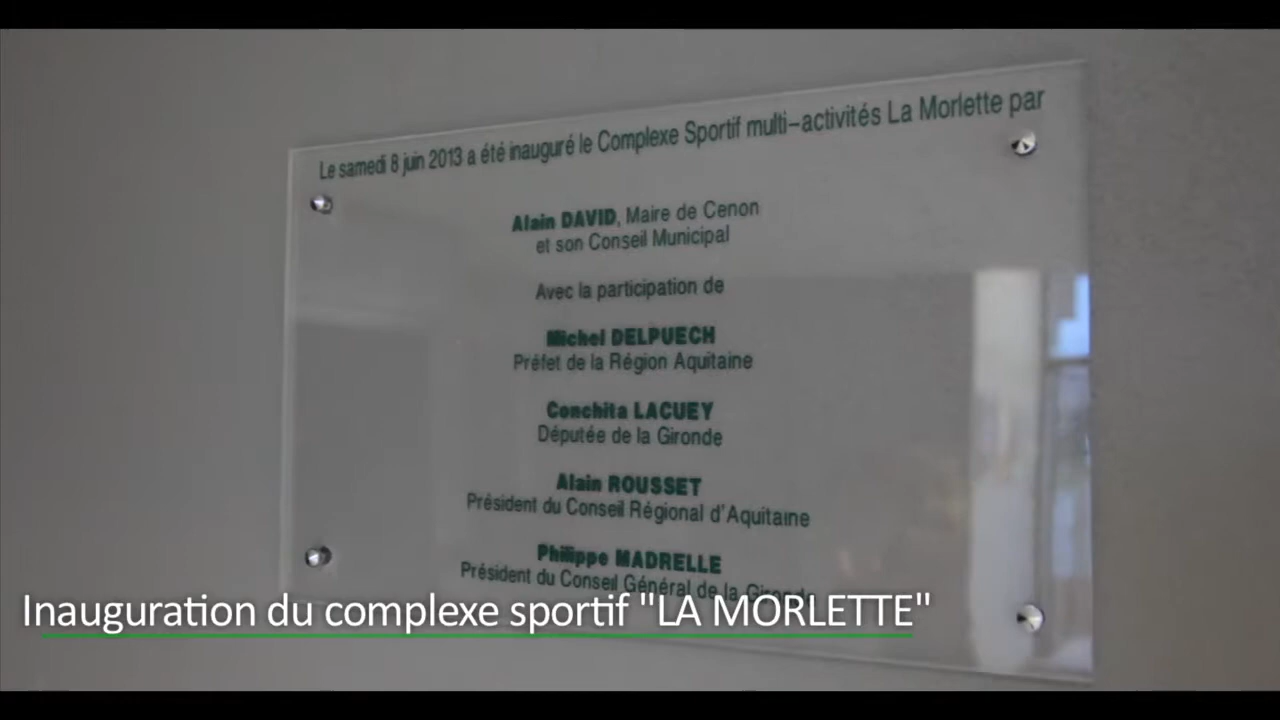 Le samedi 8 juin 2013 a été inauguré le Complexe Sportif multi-activités La Morlette par
Alain DAVID, Maire de Cenon
et son Conseil Municipal
Avec la participation de
Michel DELPUECH
Préfet de la Région Aquitaine
Conchita LACUEY
Députée de la Gironde
Alain ROUSSET
Président du Conseil Régional d'Aquitaine
Philippe MADRELLE
Président du Conseil Général de la Gironde
Inauguration du complexe sportif "LA MORLETTE"